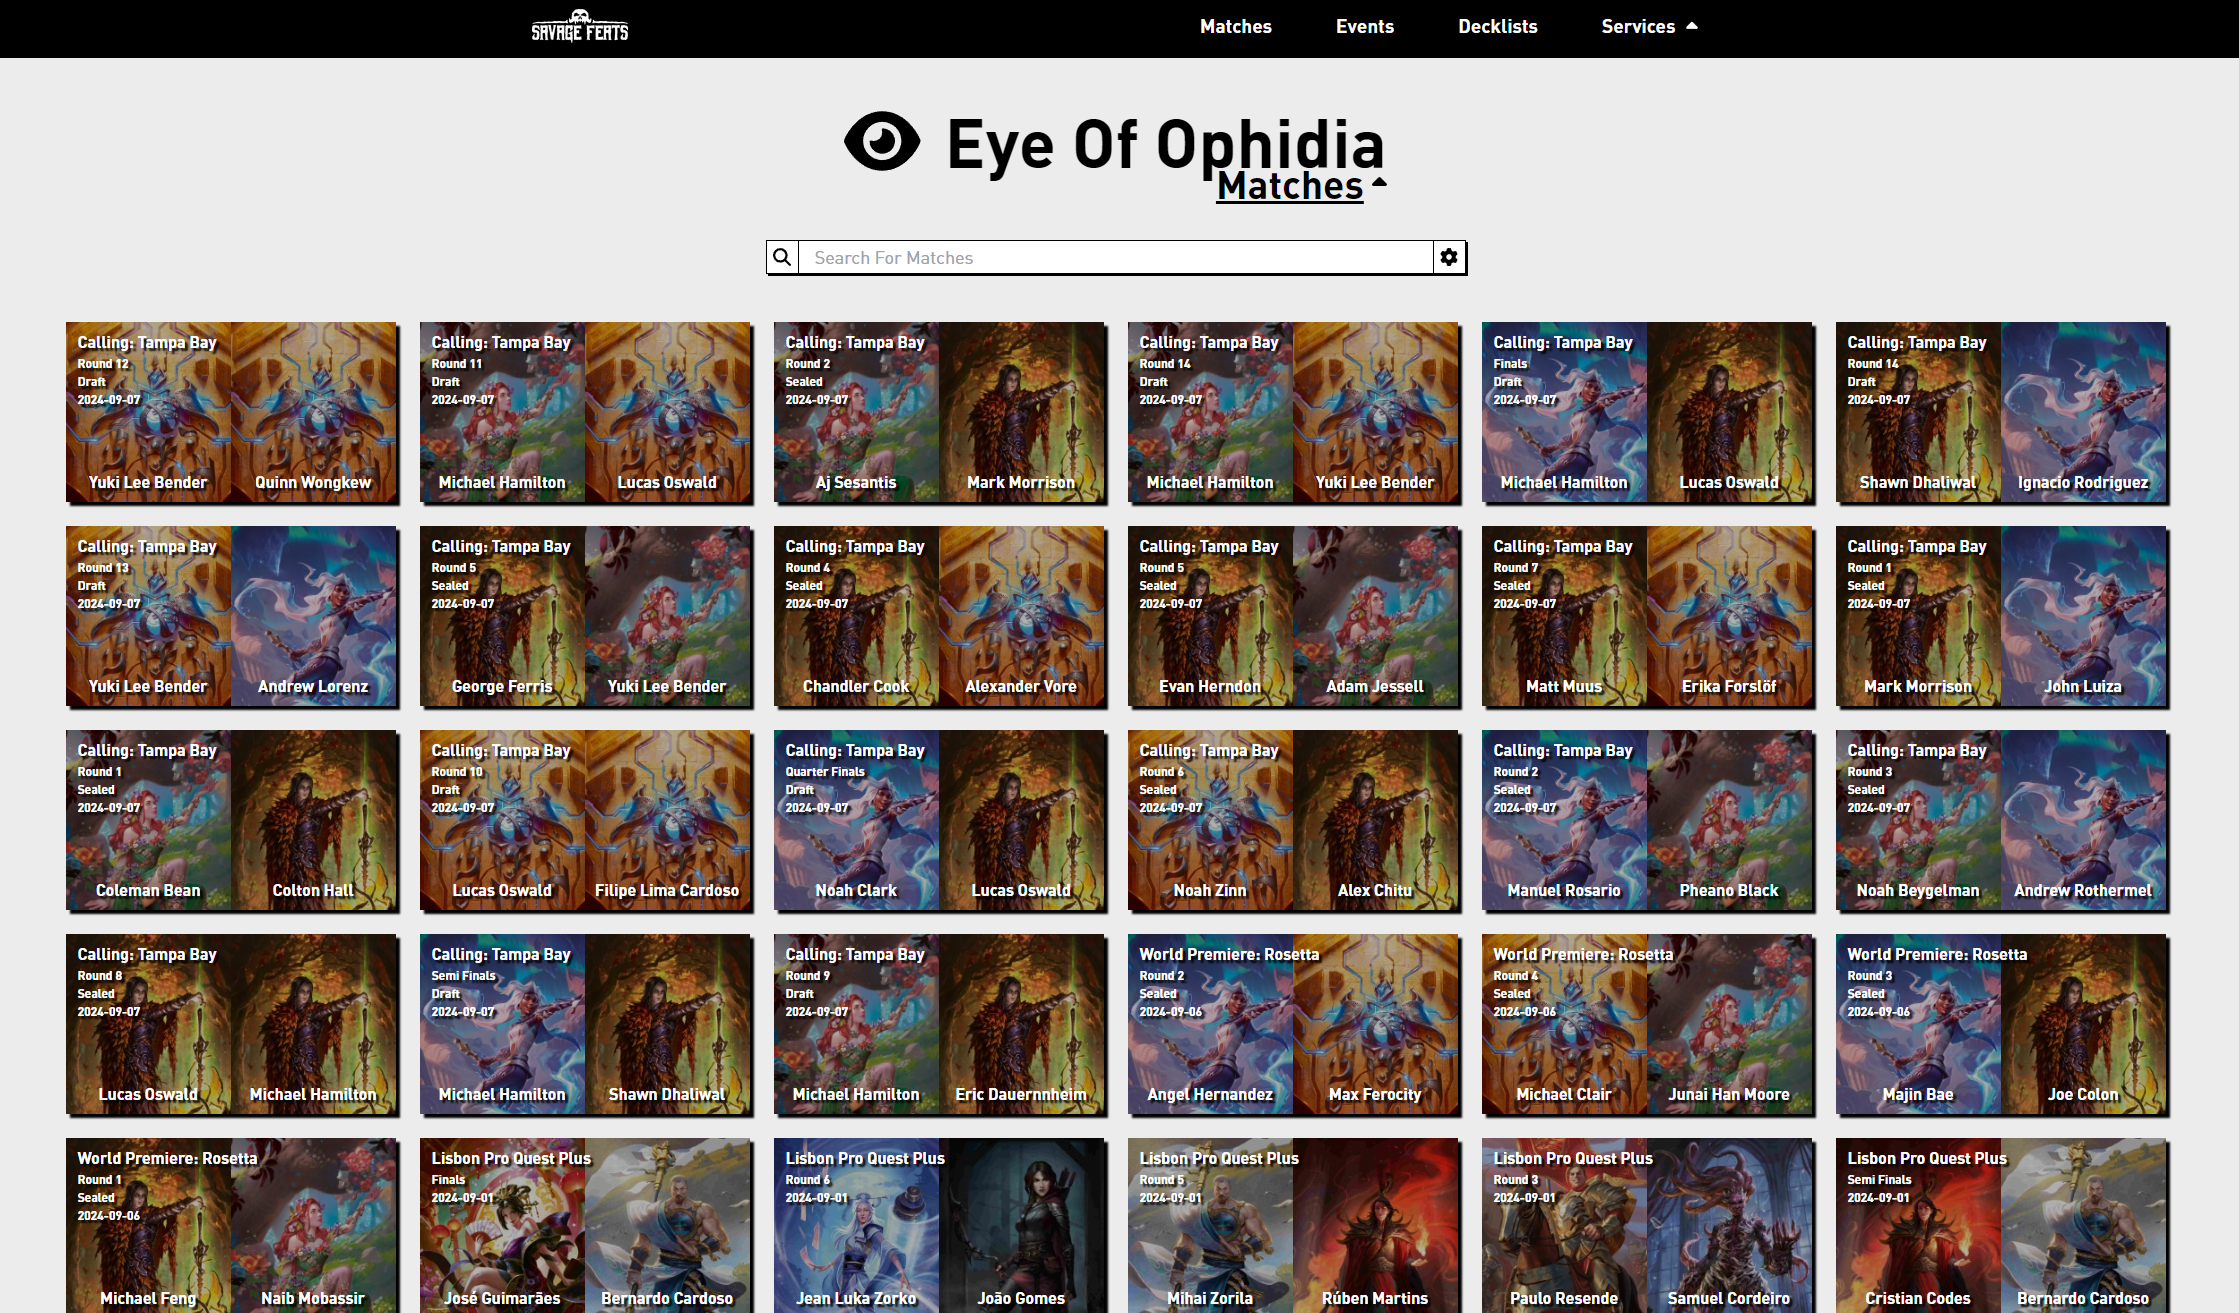 SAVAGE FEATS
Matches
Events
Decklists
Services
Eye Of Ophidia
Matches
Search For Matches
Calling: Tampa Bay
Round 12
Draft
2024-09-07
Yuki Lee Bender
Quinn Wongkew
Calling: Tampa Bay
Round 11
Draft
2024-09-07
Michael Hamilton
Lucas Oswald
Calling: Tampa Bay
Round 2
Sealed
2024-09-07
Aj Sesantis
Mark Morrison
Calling: Tampa Bay
Round 14
Draft
2024-09-07
Michael Hamilton
Yuki Lee Bender
Calling: Tampa Bay
Finals
Draft
2024-09-07
Michael Hamilton
Lucas Oswald
Calling: Tampa Bay
Round 14
Draft
2024-09-07
Shawn Dhaliwal
Ignacio Rodriguez
Calling: Tampa Bay
Round 13
Draft
2024-09-07
Yuki Lee Bender
Andrew Lorenz
Calling: Tampa Bay
Round 5
Sealed
2024-09-07
George Ferris
Yuki Lee Bender
Calling: Tampa Bay
Round 4
Sealed
2024-09-07
Chandler Cook
Alexander Vore
Calling: Tampa Bay
Round 5
Sealed
2024-09-07
Evan Herndon
Adam Jessell
Calling: Tampa Bay
Round 7
Sealed
2024-09-07
Matt Muus
Erika Forslöf
Calling: Tampa Bay
Round 1
Sealed
2024-09-07
Mark Morrison
John Luiza
Calling: Tampa Bay
Round 1
Sealed
2024-09-07
Coleman Bean
Colton Hall
Calling: Tampa Bay
Round 10
Draft
2024-09-07
Lucas Oswald
Filipe Lima Cardoso
Calling: Tampa Bay
Quarter Finals
Draft
2024-09-07
Noah Clark
Lucas Oswald
Calling: Tampa Bay
Round 6
Sealed
2024-09-07
Noah Zinn
Alex Chitu
Calling: Tampa Bay
Round 2
Sealed
2024-09-07
Manuel Rosario
Pheano Black
Calling: Tampa Bay
Round 3
Sealed
2024-09-07
Noah Beygelman
Andrew Rothermel
Calling: Tampa Bay
Round 8
Sealed
2024-09-07
Lucas Oswald
Michael Hamilton
Calling: Tampa Bay
Semi Finals
Draft
2024-09-07
Michael Hamilton
Shawn Dhaliwal
Calling: Tampa Bay
Round 9
Draft
2024-09-07
Michael Hamilton
Eric Dauernnheim
World Premiere: Rosetta
Round 2
Sealed
2024-09-06
Angel Hernandez
Max Ferocity
World Premiere: Rosetta
Round 4
Sealed
2024-09-06
Michael Clair
Junai Han Moore
World Premiere: Rosetta
Round 3
Sealed
2024-09-06
Majin Bae
Joe Colon
World Premiere: Rosetta
Round 1
Sealed
2024-09-06
Michael Feng
Naib Mobassir
Lisbon Pro Quest Plus
Finals
2024-09-01
José Guimarães
Bernardo Cardoso
Lisbon Pro Quest Plus
Round 6
2024-09-01
Jean Luka Zorko
João Gomes
Lisbon Pro Quest Plus
Round 5
2024-09-01
Mihai Zorila
Rúben Martins
Lisbon Pro Quest Plus
Round 3
2024-09-01
Paulo Resende
Samuel Cordeiro
Lisbon Pro Quest Plus
Semi Finals
2024-09-01
Cristian Codes
Bernardo Cardoso